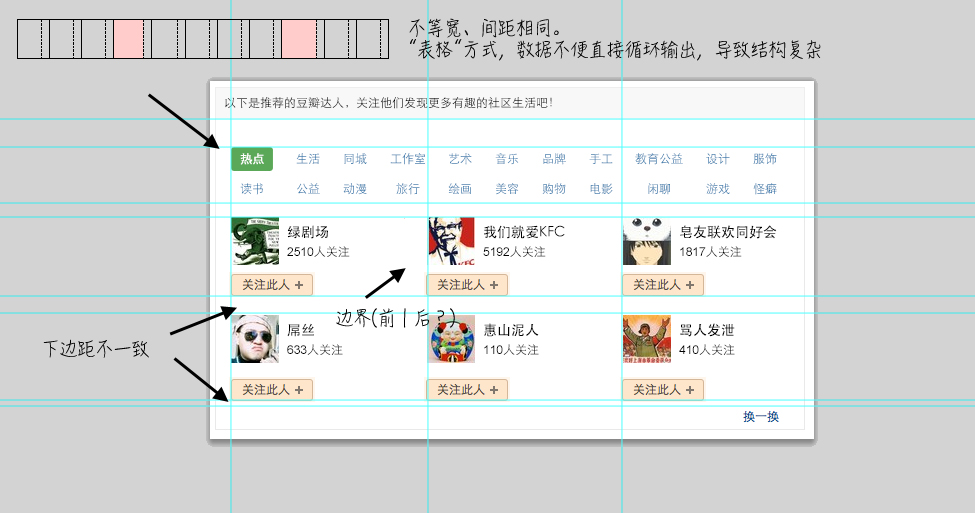 不等宽、间距相同。
“表格“方式，数据不便直接循环输出，导致结构复杂
以下是推荐的豆瓣达人，关注他们发现更多有趣的社区生活吧！
热点 生活 同城 工作室 艺术 音乐 品牌 手工 教育公益 设计 服饰
读书 公益 动漫 旅行 绘画 美容 购物 电影 闲聊 游戏 怪癖
绿剧场 我们就爱KFC 皂友联欢同好会
2510人关注 5192人关注 1817人关注
关注此人 + 关注此人 + 关注此人 +
边界(前 | 后 ? )
下边距不一致
屌丝 惠山泥人 骂人发泄
633人关注 110人关注 410人关注
关注此人 + 关注此人 + 关注此人 +
换一换